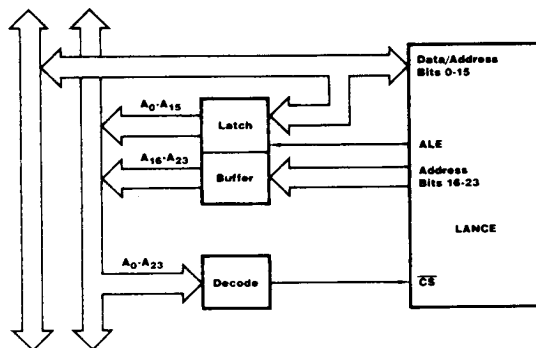 Data/Address
Bits 0-15
A0-A15
Latch
ALE
A16-A23
Buffer
Address
Bits 16-23
LANCE
A0-A23
Decode
CS